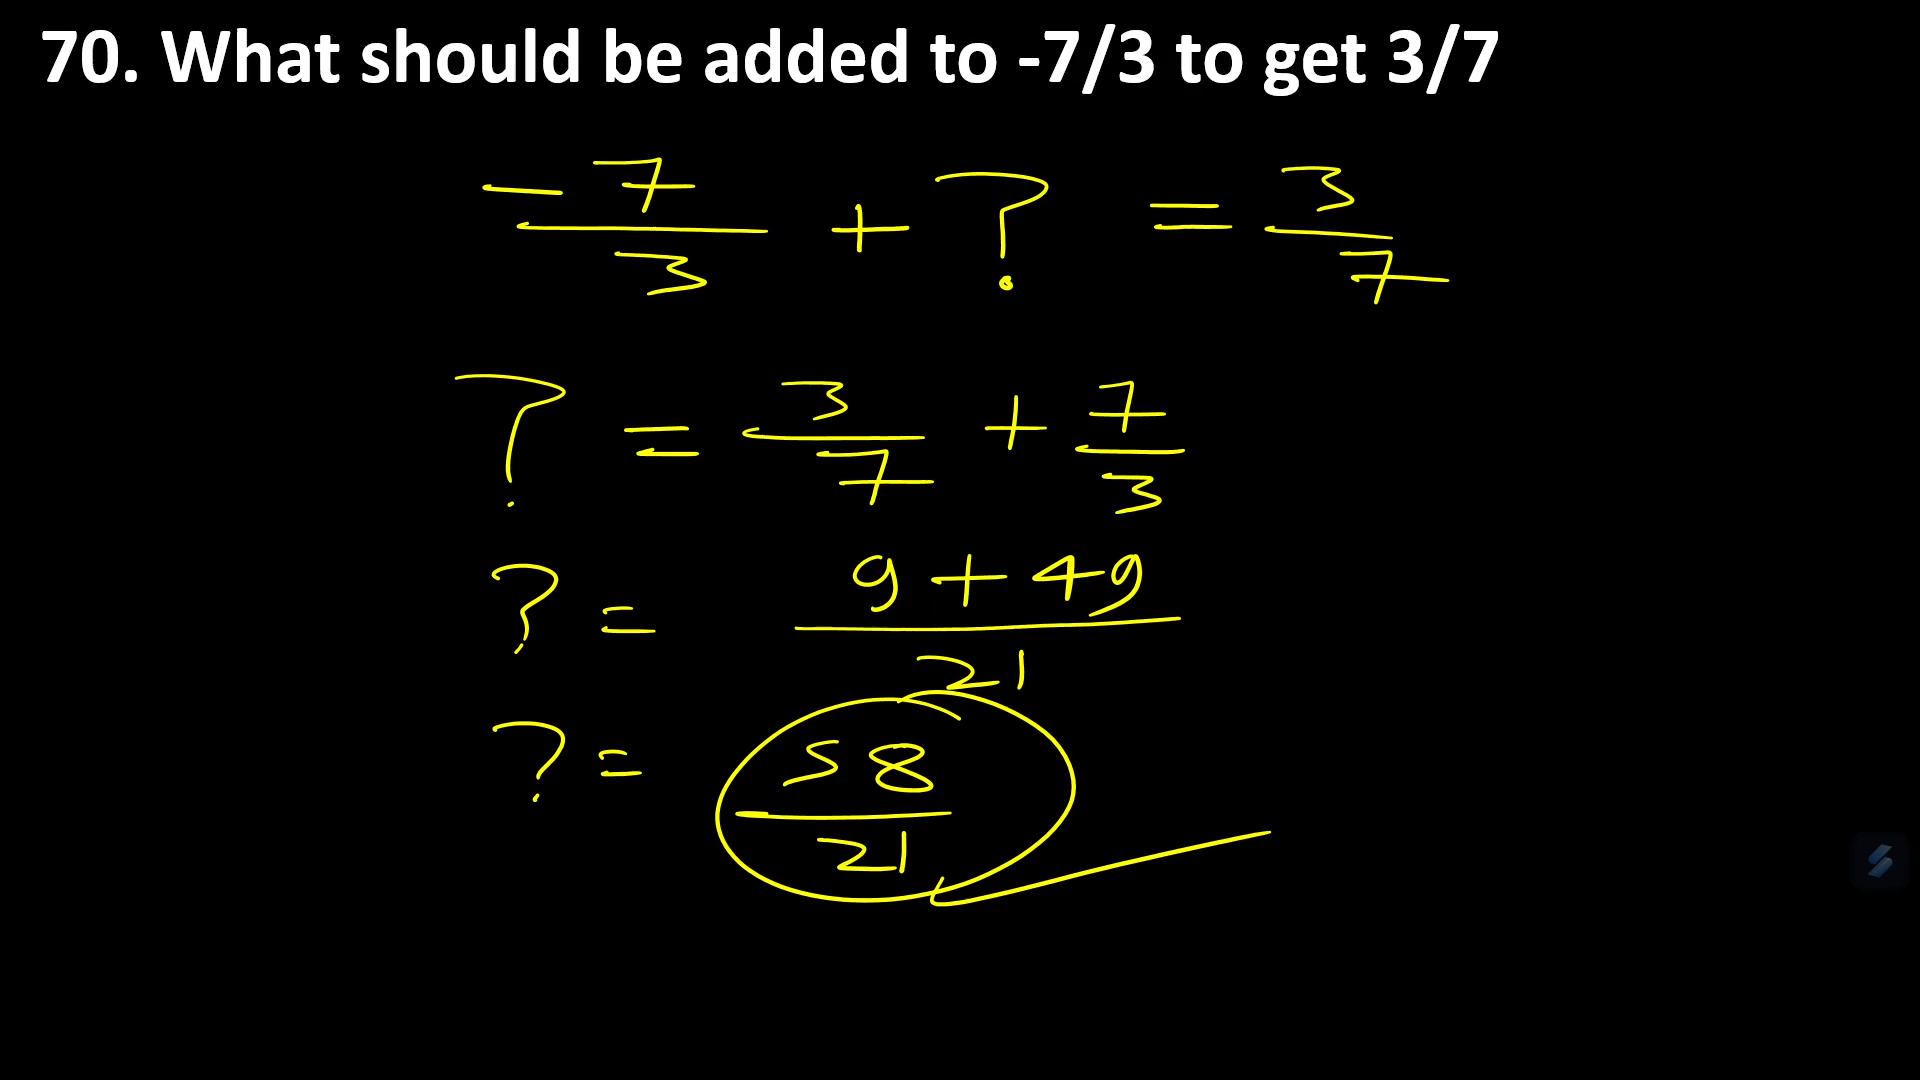 70. What should be added to -7/3 to get 3/7
-7/3 + ? = 3/7
? = 3/7 + 7/3
? = 9+49/21
? = 58/21